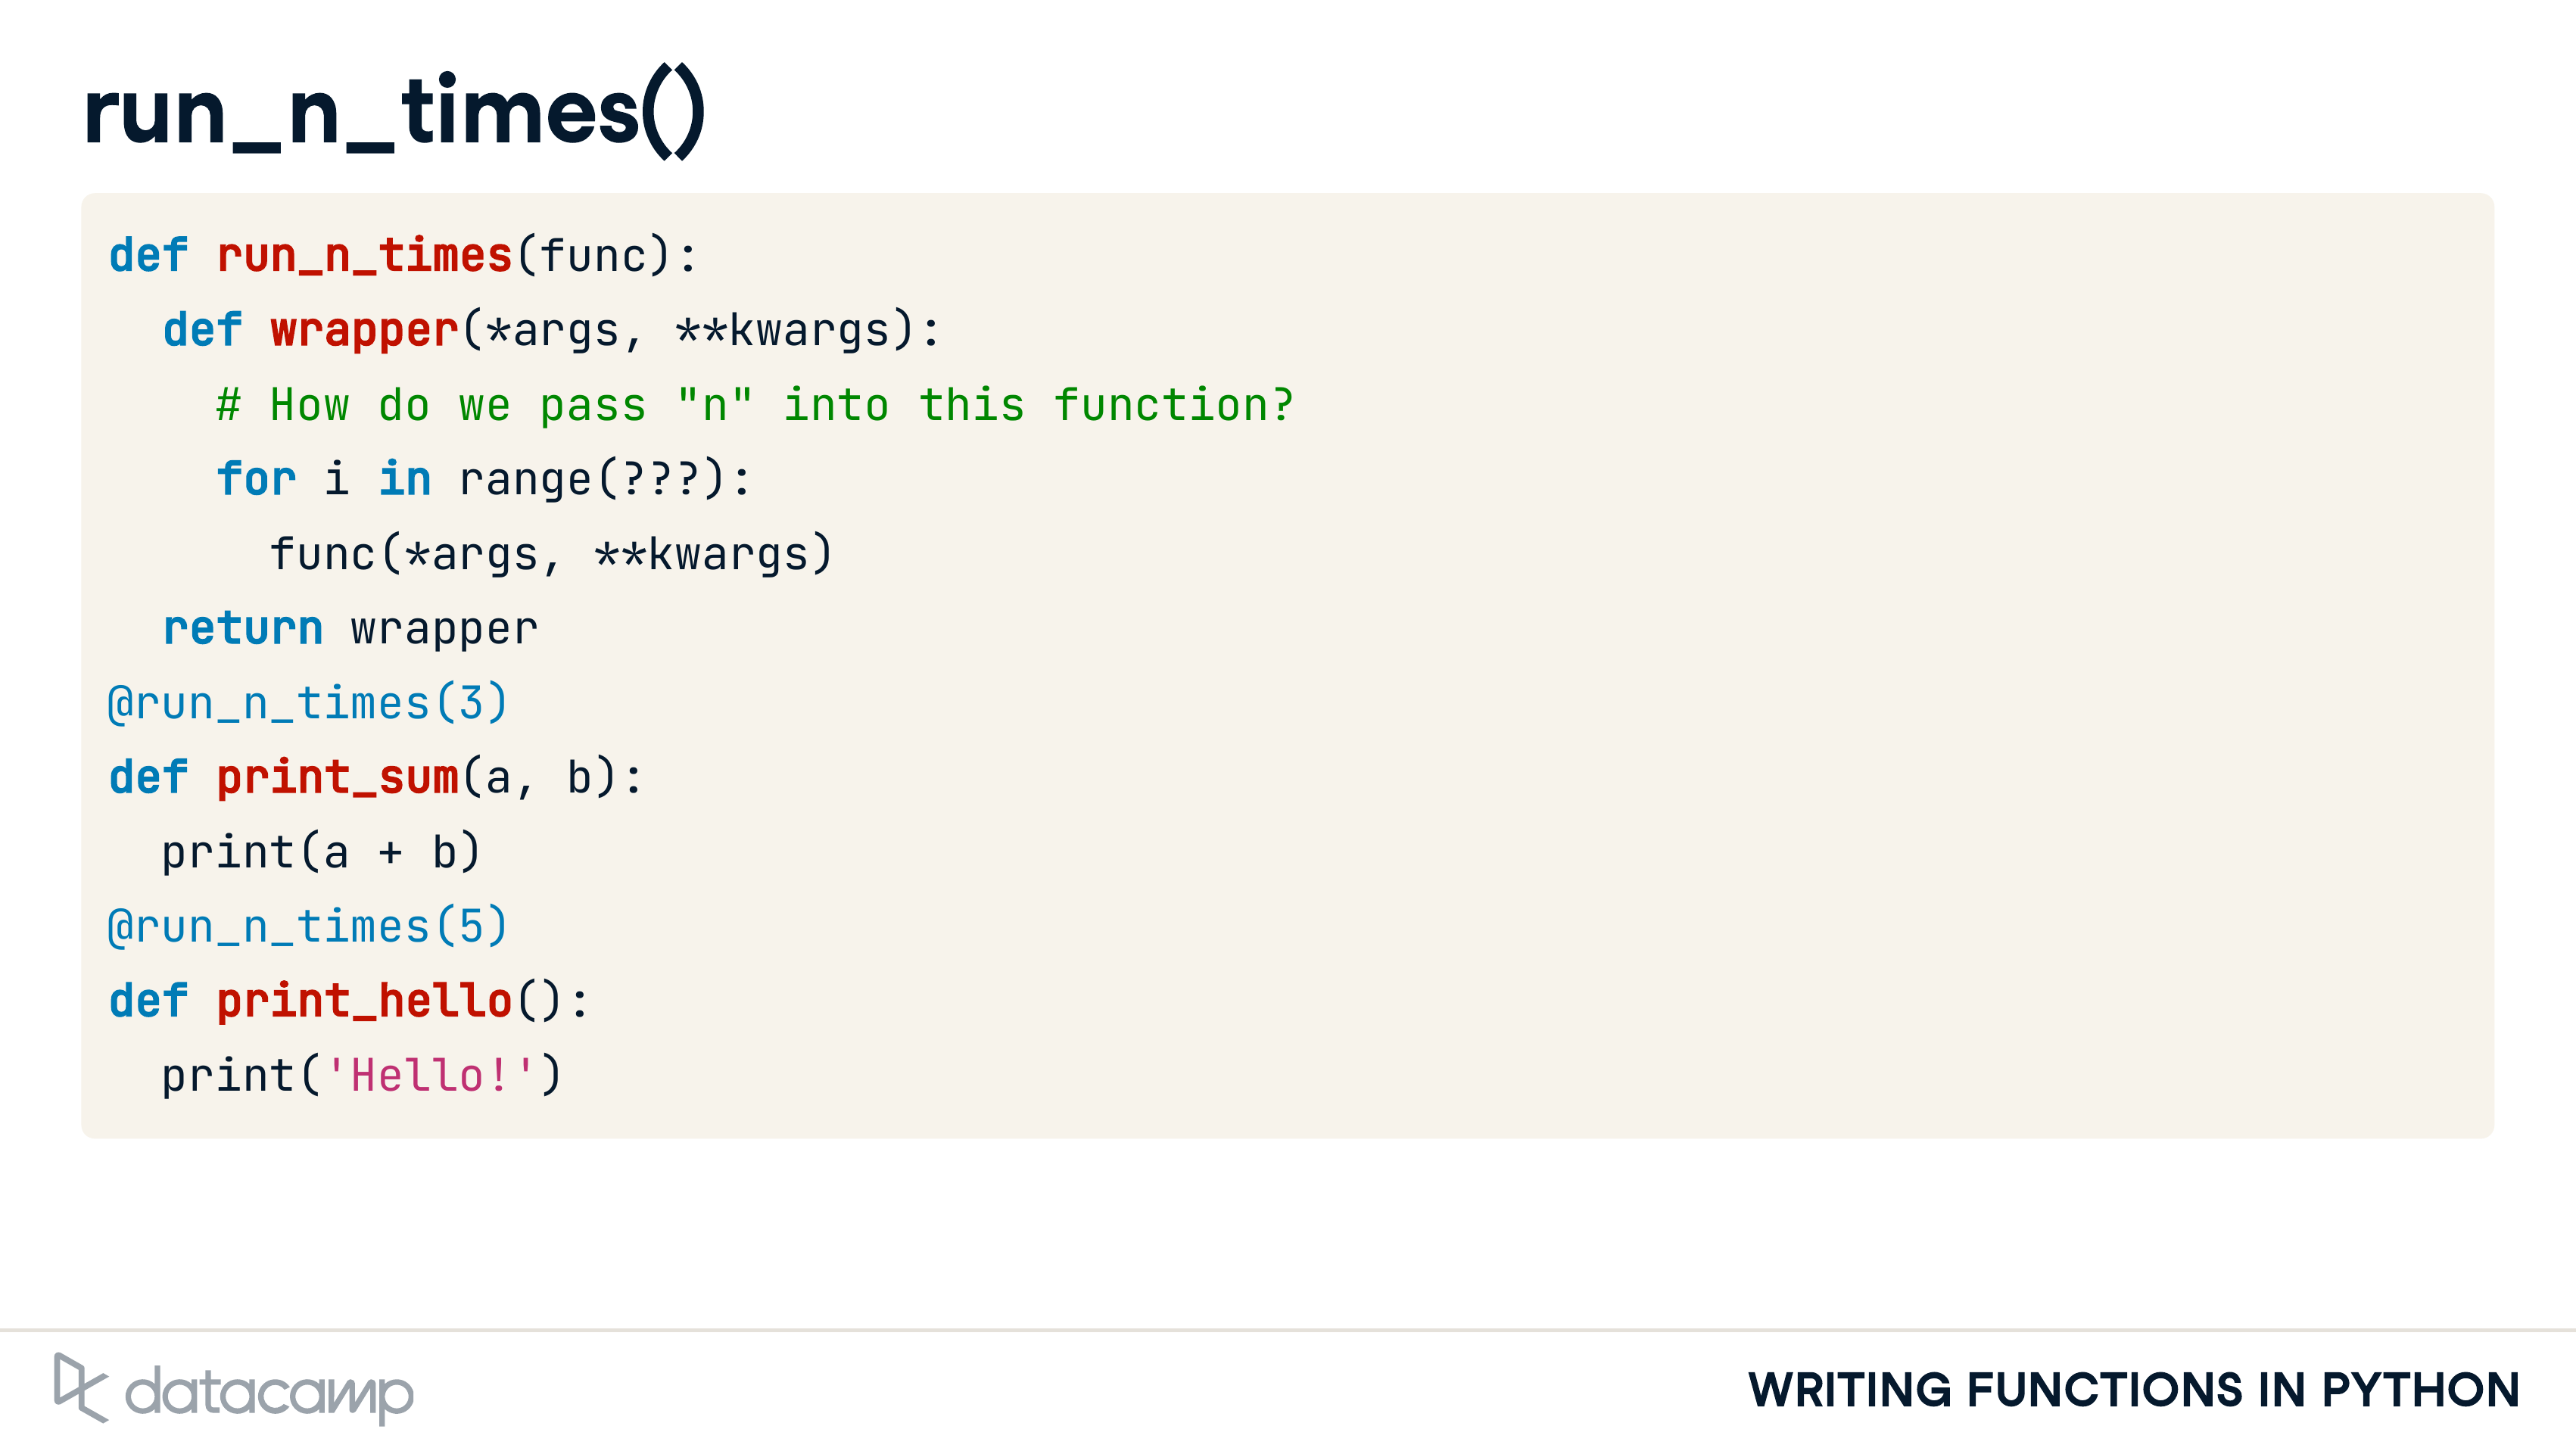 run_n_times()
def run_n_times(func):
  def wrapper(*args, **kwargs):
    # How do we pass "n" into this function?
    for i in range(???):
      func(*args, **kwargs)
  return wrapper
@run_n_times(3)
def print_sum(a, b):
  print(a + b)
@run_n_times(5)
def print_hello():
  print('Hello!')
datacamp
WRITING FUNCTIONS IN PYTHON